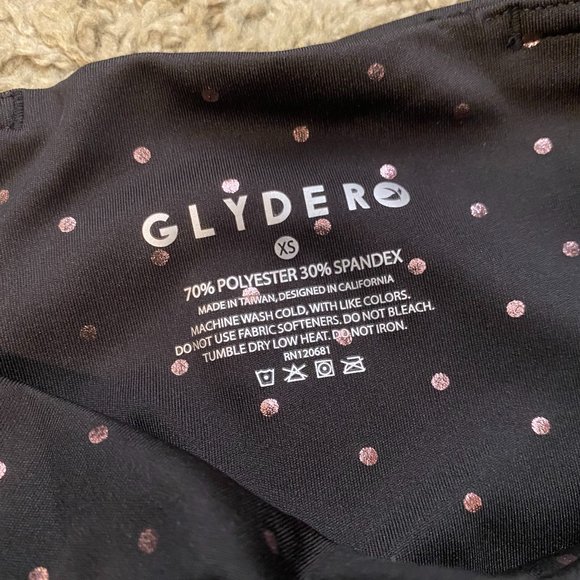 GLYDER
XS
70% POLYESTER 30% SPANDEX
MADE IN TAIWAN, DESIGNED IN CALIFORNIA
MACHINE WASH COLD, WITH LIKE COLORS.
DO NOT USE FABRIC SOFTENERS. DO NOT BLEACH.
TUMBLE DRY LOW HEAT. DO NOT IRON.
RN120681